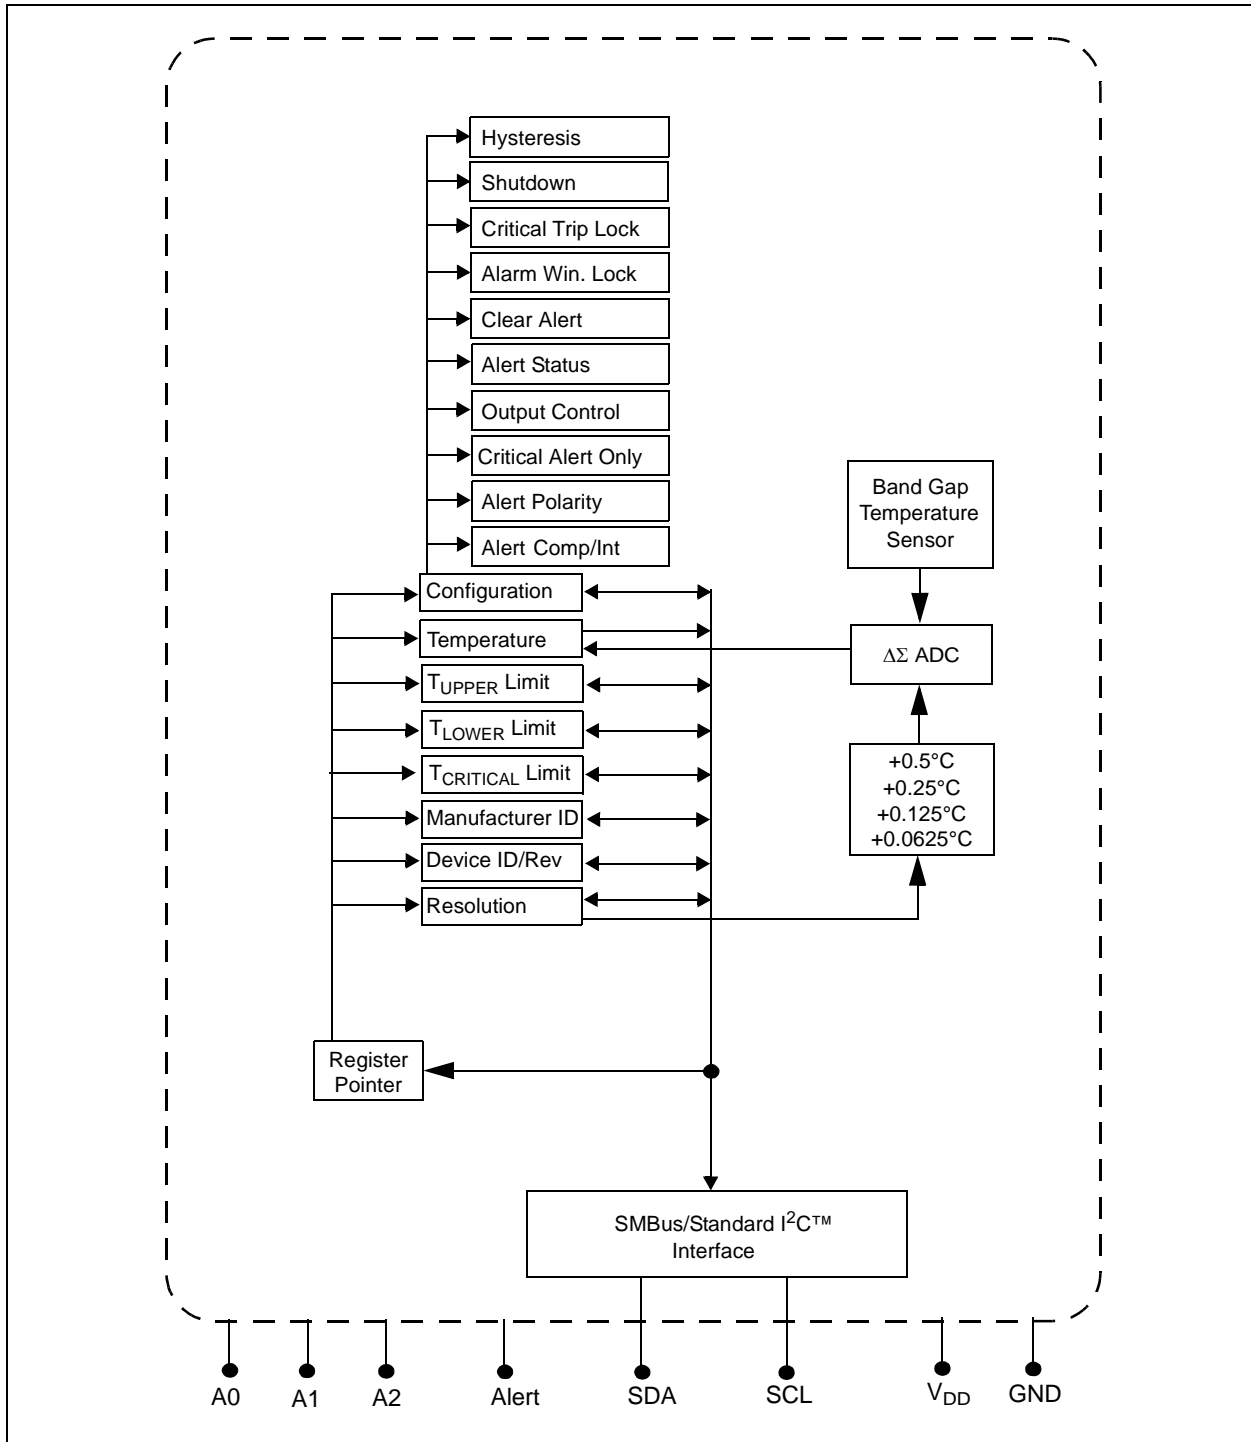 Hysteresis
Shutdown
Critical Trip Lock
Alarm Win. Lock
Clear Alert
Alert Status
Output Control
Critical Alert Only
Alert Polarity
Alert Comp/Int
Configuration
Temperature
TUPPER Limit
TLOWER Limit
TCRITICAL Limit
Manufacturer ID
Device ID/Rev
Resolution
Register
Pointer
Band Gap
Temperature
Sensor
ΔΣ ADC
+0.5°C
+0.25°C
+0.125°C
+0.0625°C
SMBus/Standard I²C™
Interface
A0
A1
A2
Alert
SDA
SCL
VDD
GND